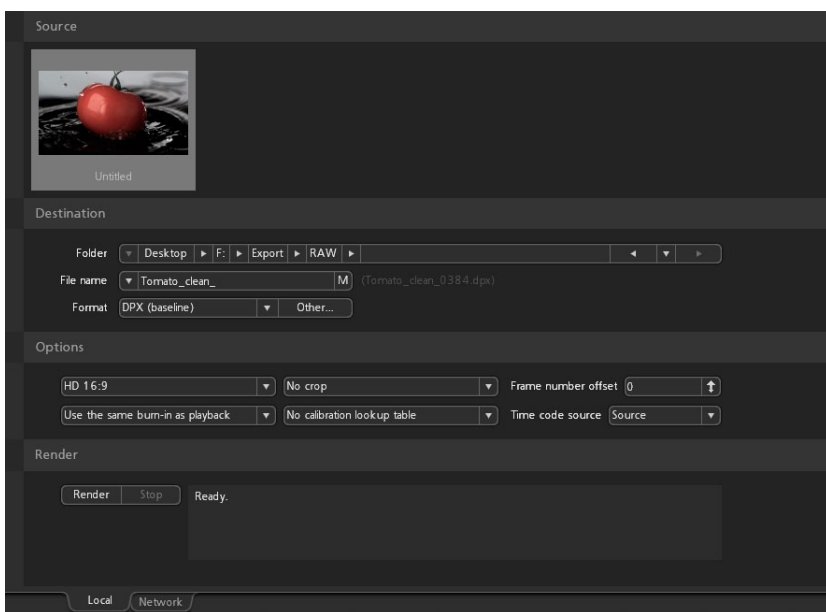 Source
Untitled
Destination
Folder Desktop F: Export RAW
File name Tomato_clean_ M (Tomato_clean_0384.dpx)
Format DPX (baseline) Other...
Options
HD 16:9 No crop Frame number offset 0
Use the same burn-in as playback No calibration lookup table Time code source Source
Render
Render Stop Ready.
Local Network